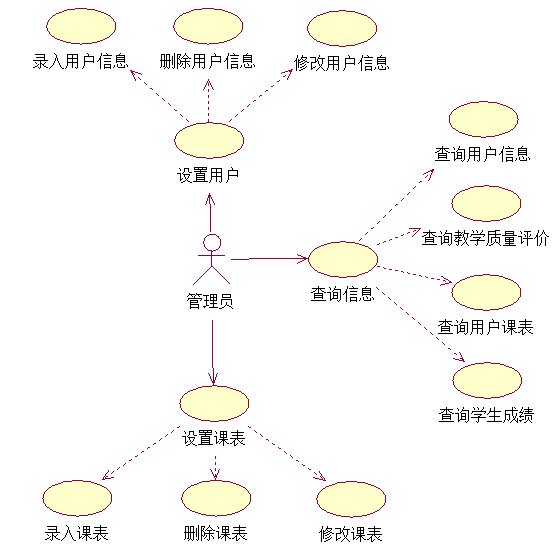 录入用户信息
删除用户信息
修改用户信息
查询用户信息
设置用户
查询教学质量评价
管理员
查询信息
查询用户课表
查询学生成绩
设置课表
录入课表
删除课表
修改课表